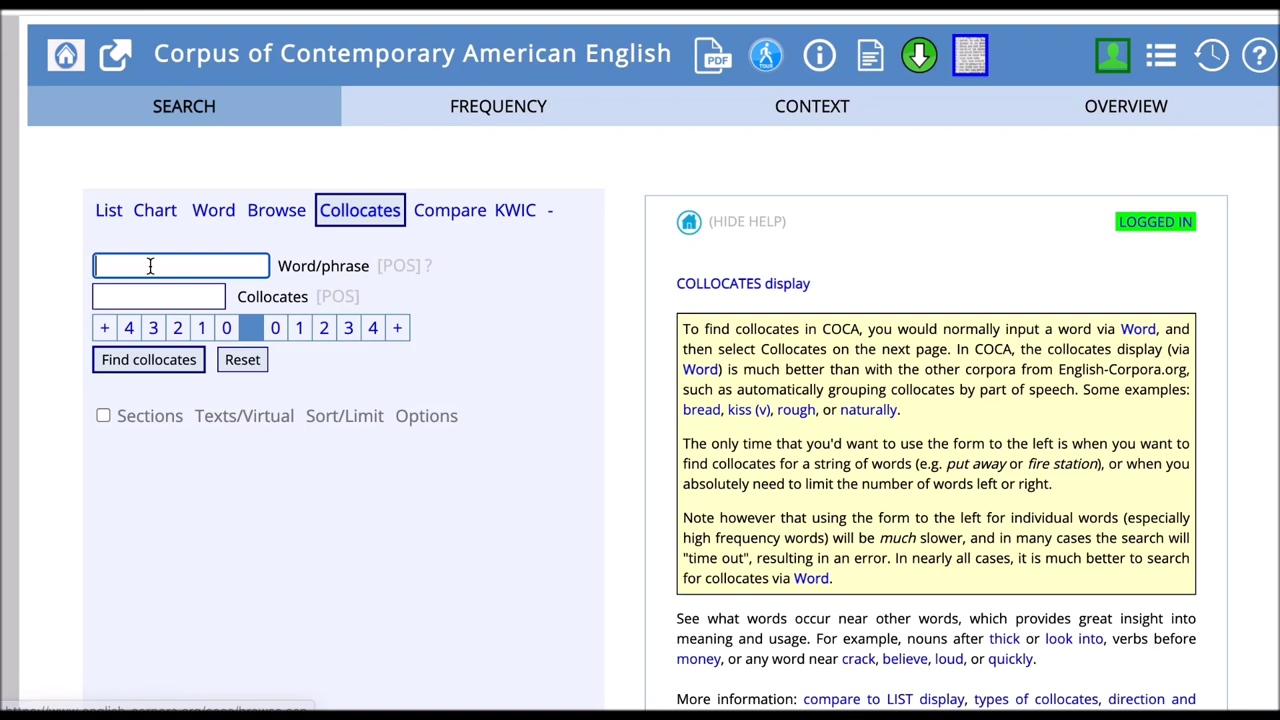 Corpus of Contemporary American English
PDF
TOUR
SEARCH FREQUENCY CONTEXT OVERVIEW
List Chart Word Browse Collocates Compare KWIC -
(HIDE HELP) LOGGED IN
Word/phrase [POS] ?
COLLOCATES display
Collocates [POS]
+ 4 3 2 1 0 0 1 2 3 4 +
Find collocates Reset
Sections Texts/Virtual Sort/Limit Options
To find collocates in COCA, you would normally input a word via Word, and
then select Collocates on the next page. In COCA, the collocates display (via
Word) is much better than with the other corpora from English-Corpora.org,
such as automatically grouping collocates by part of speech. Some examples:
bread, kiss (v), rough, or naturally.
The only time that you'd want to use the form to the left is when you want to
find collocates for a string of words (e.g. put away or fire station), or when you
absolutely need to limit the number of words left or right.
Note however that using the form to the left for individual words (especially
high frequency words) will be much slower, and in many cases the search will
"time out", resulting in an error. In nearly all cases, it is much better to search
for collocates via Word.
See what words occur near other words, which provides great insight into
meaning and usage. For example, nouns after thick or look into, verbs before
money, or any word near crack, believe, loud, or quickly.
More information: compare to LIST display, types of collocates, direction and